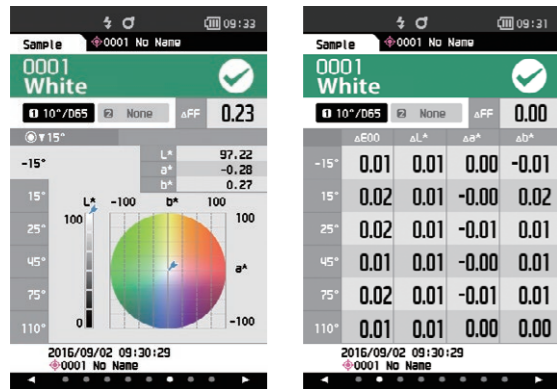 09:33
Sample 0001 No Name
0001
White
1 10°/D65 2 None ΔFF 0.23
▼15°
-15° L* 97.22
a* -0.28
b* 0.27
15°
25°
45°
75°
110°
L* -100 b* 100
100 100
a*
0 -100
2016/09/02 09:30:29
0001 No Name
09:31
Sample 0001 No Name
0001
White
1 10°/D65 2 None ΔFF 0.00
ΔE00 ΔL* Δa* Δb*
-15° 0.01 0.01 0.00 -0.01
15° 0.02 0.01 -0.00 0.02
25° 0.02 0.01 -0.01 0.01
45° 0.01 0.01 -0.00 0.01
75° 0.02 0.01 -0.01 0.01
110° 0.01 0.01 0.00 0.00
2016/09/02 09:30:29
0001 No Name